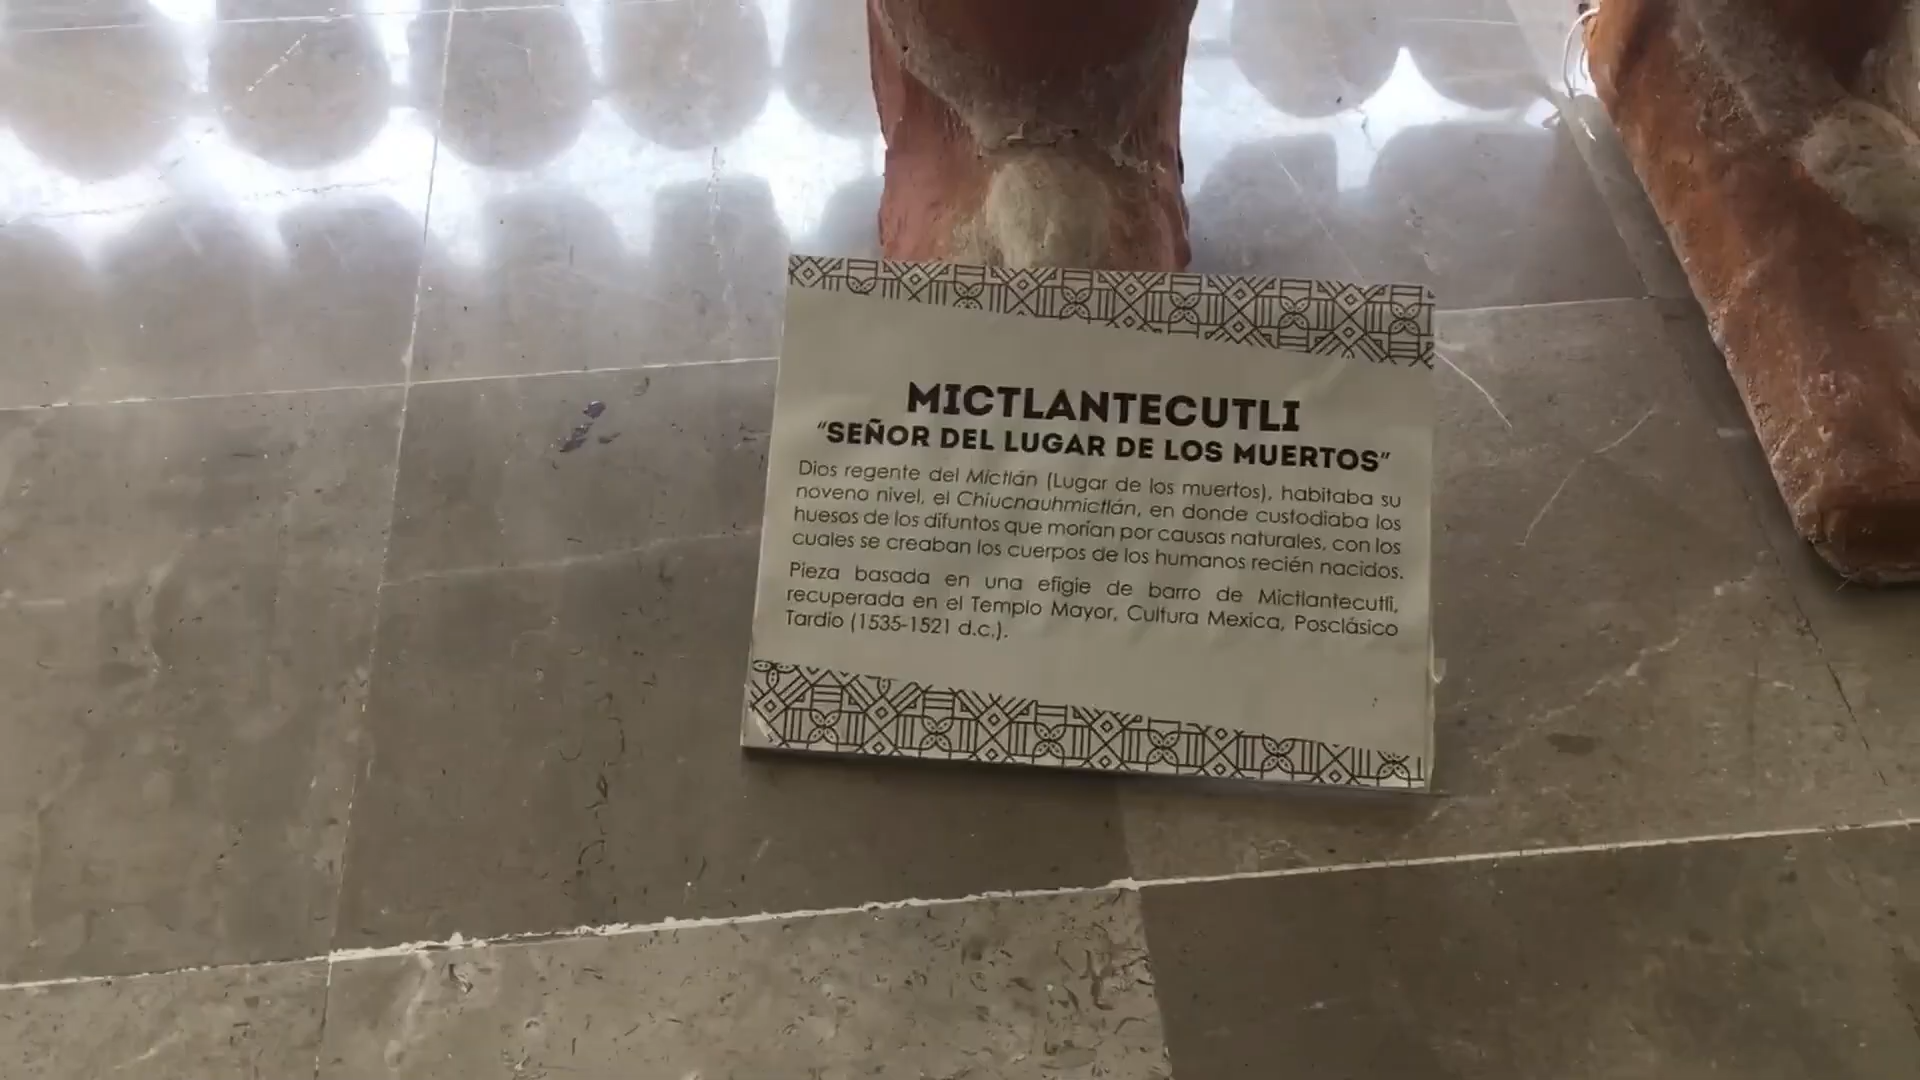 MICTLANTECUTLI
“SEÑOR DEL LUGAR DE LOS MUERTOS”
Dios regente del Mictlán (Lugar de los muertos), habitaba su
noveno nivel, el Chiucnauhmictlán, en donde custodiaba los
huesos de los difuntos que morían por causas naturales, con los
cuales se creaban los cuerpos de los humanos recién nacidos.
Pieza basada en una efigie de barro de Mictlantecutli,
recuperada en el Templo Mayor, Cultura Mexica, Posclásico
Tardío (1535-1521 d.c.).